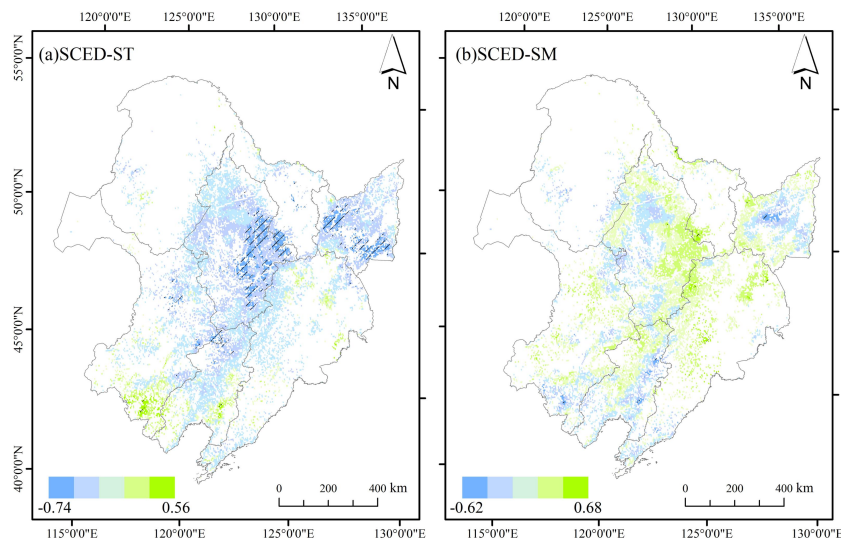 120°0'0"E 125°0'0"E 130°0'0"E 135°0'0"E 120°0'0"E 125°0'0"E 130°0'0"E 135°0'0"E
(a)SCED-ST (b)SCED-SM
N N
55°0'0"N
50°0'0"N
45°0'0"N
40°0'0"N
-0.74 0.56 0 200 400 km -0.62 0.68 0 200 400 km
115°0'0"E 120°0'0"E 125°0'0"E 130°0'0"E 115°0'0"E 120°0'0"E 125°0'0"E 130°0'0"E